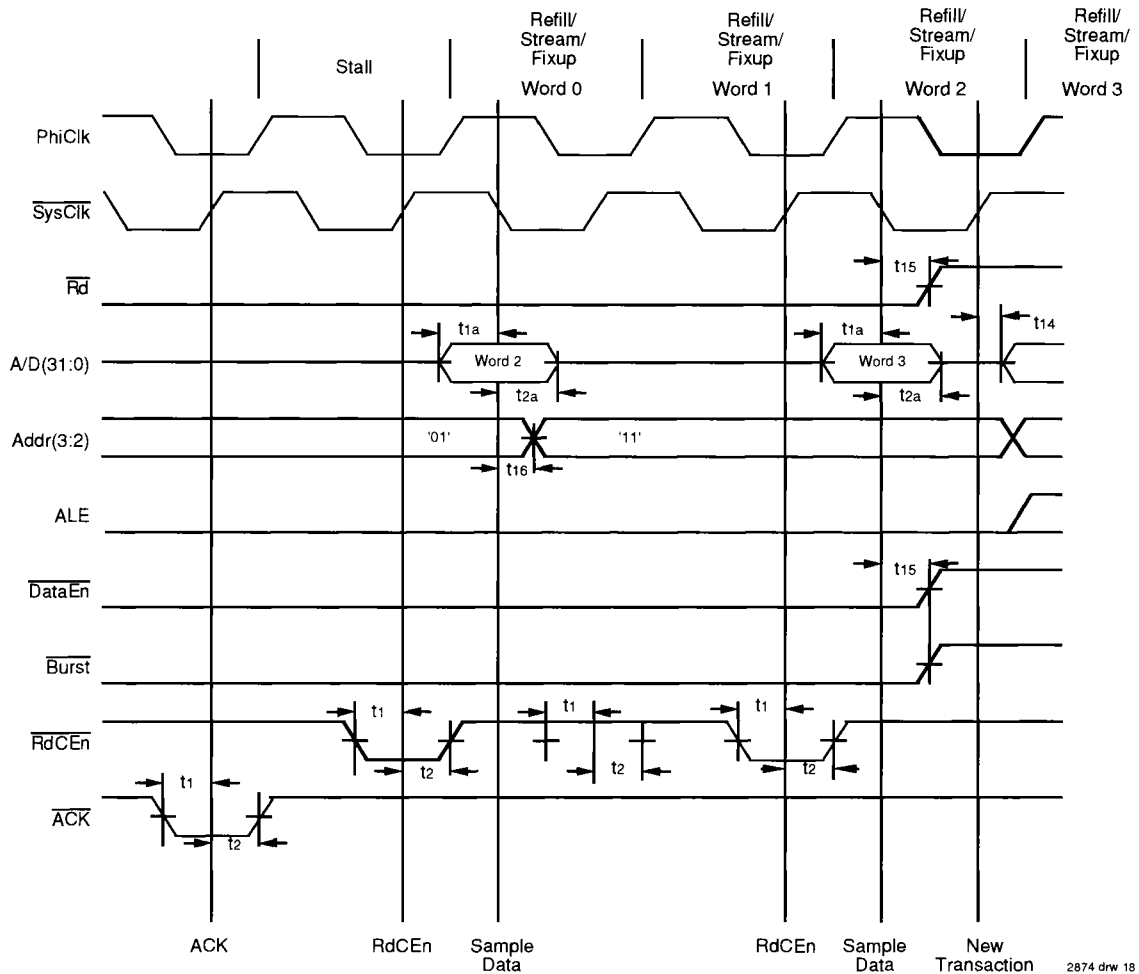 Refill/
Stream/
Fixup
Refill/
Stream/
Fixup
Refill/
Stream/
Fixup
Refill/
Stream/
Fixup
Stall
Word 0
Word 1
Word 2
Word 3
PhiClk
SysClk
Rd
t15
A/D(31:0)
t1a
Word 2
t2a
t1a
Word 3
t2a
t14
Addr(3:2)
'01'
'11'
t16
ALE
DataEn
t15
Burst
RdCEn
t1
t2
t1
t2
t1
t2
ACK
t1
t2
ACK
RdCEn
Sample
Data
RdCEn
Sample
Data
New
Transaction
2874 drw 18